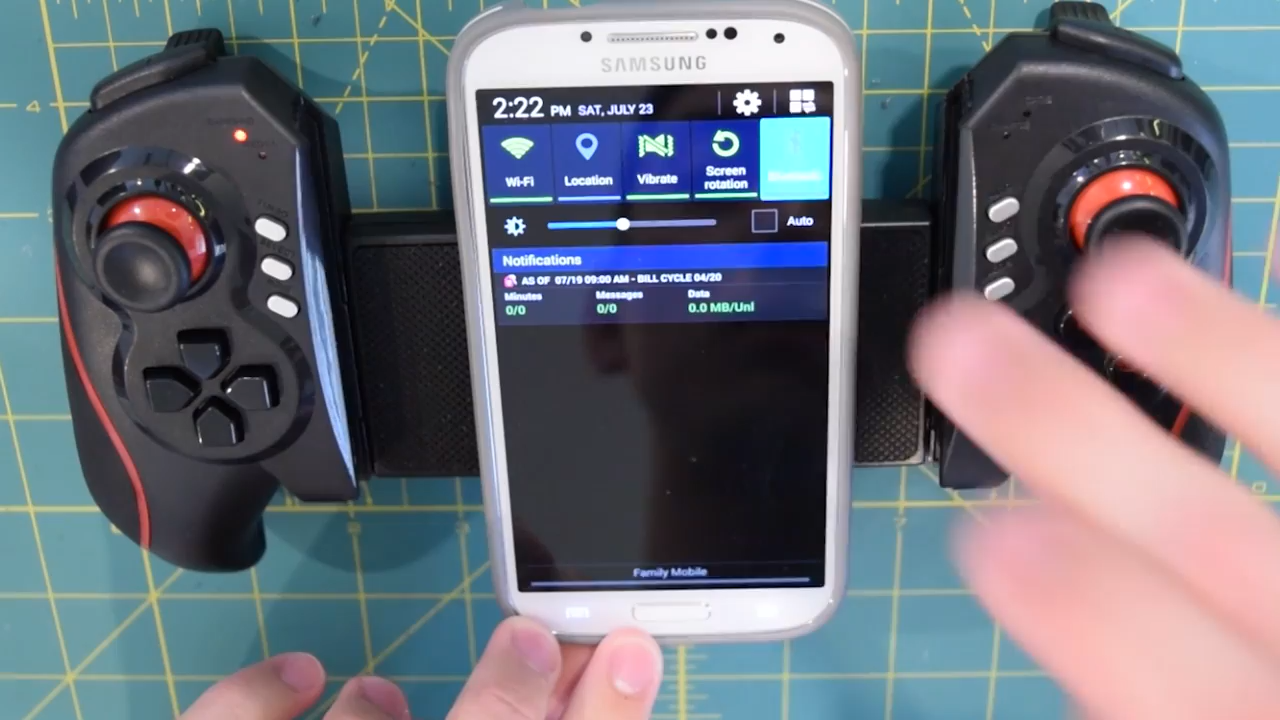 SAMSUNG
2:22 PM SAT, JULY 23
Wi-Fi
Location
Vibrate
Screen rotation
Auto
Notifications
AS OF 07/19 09:00 AM - BILL CYCLE 04/20
Minutes Messages Data
0/0 0/0 0.0 MB/Unl
Family Mobile
4